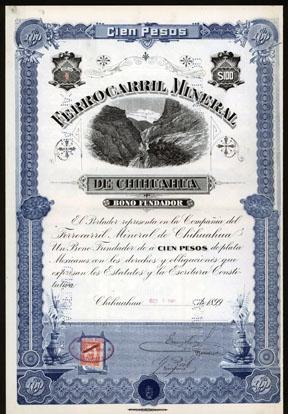 Cien Pesos
$100
FERROCARRIL MINERAL
DE CHIHUAHUA
BONO FUNDADOR
El Portador representa en la Compañia del
Ferrocarril Mineral de Chihuahua
Un Bono Fundador de a CIEN PESOS de plata
Mexicanos con los derechos y obligaciones que
expresan los Estatutos y la Escritura Consti-
tutiva.
Chihuahua de 1899